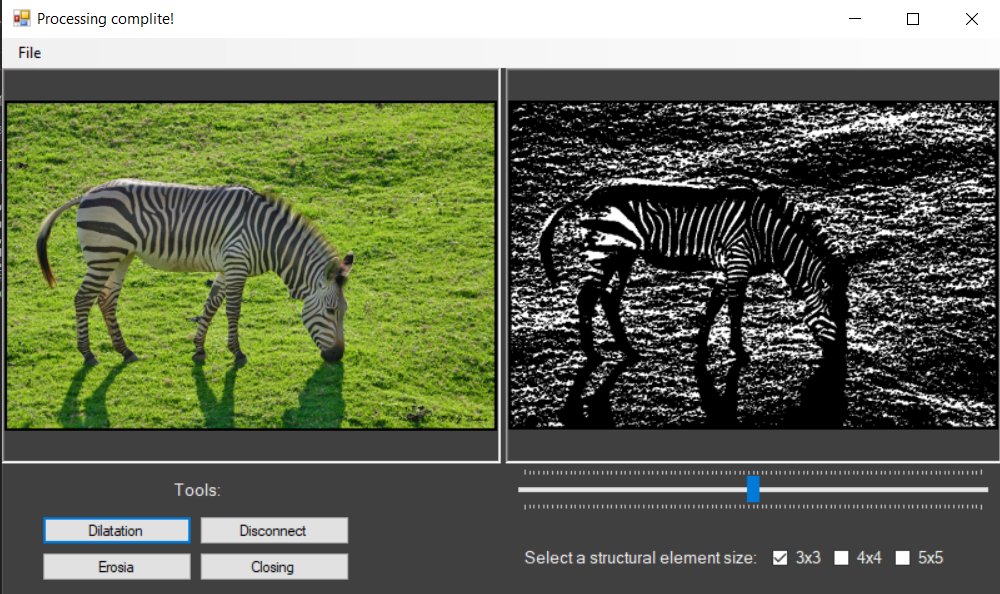 Processing complite!
File
Tools:
Dilatation
Disconnect
Erosia
Closing
Select a structural element size: 3x3 4x4 5x5